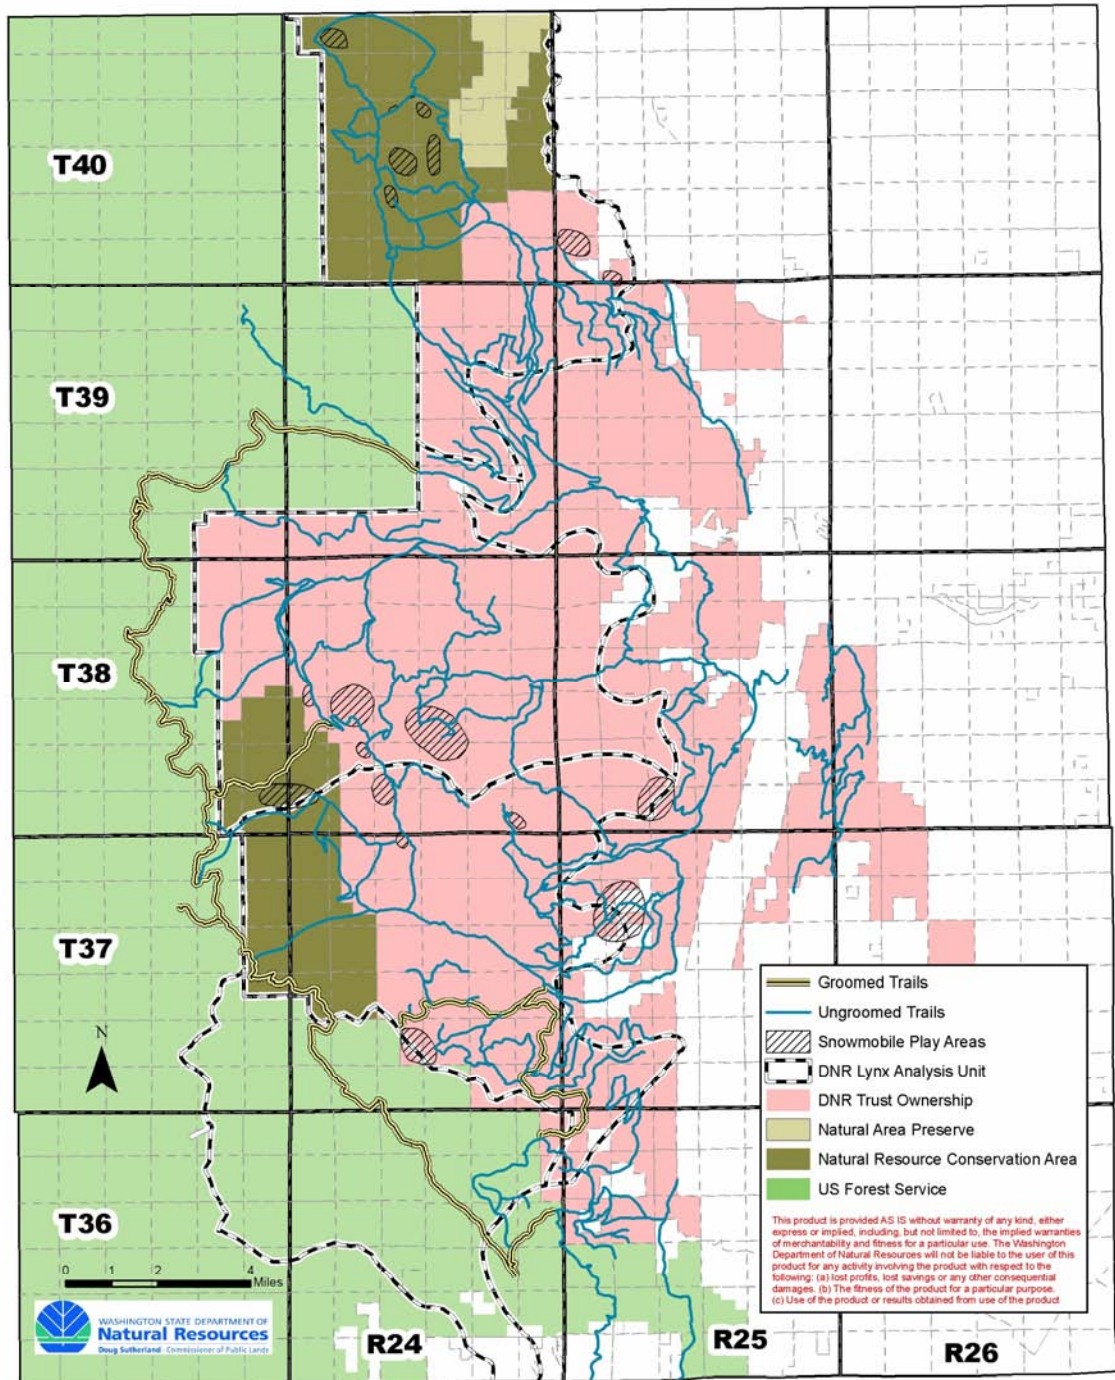 T40
T39
T38
T37
T36
R24
R25
R26
N
0 1 2 4
Miles
WASHINGTON STATE DEPARTMENT OF
Natural Resources
Doug Sutherland - Commissioner of Public Lands
Groomed Trails
Ungroomed Trails
Snowmobile Play Areas
DNR Lynx Analysis Unit
DNR Trust Ownership
Natural Area Preserve
Natural Resource Conservation Area
US Forest Service
This product is provided AS IS without warranty of any kind, either
express or implied, including, but not limited to, the implied warranties
of merchantability and fitness for a particular use. The Washington
Department of Natural Resources will not be liable to the user of this
product for any activity involving the product with respect to the
following: (a) lost profits, lost savings or any other consequential
damages. (b) The fitness of the product for a particular purpose.
(c) Use of the product or results obtained from use of the product